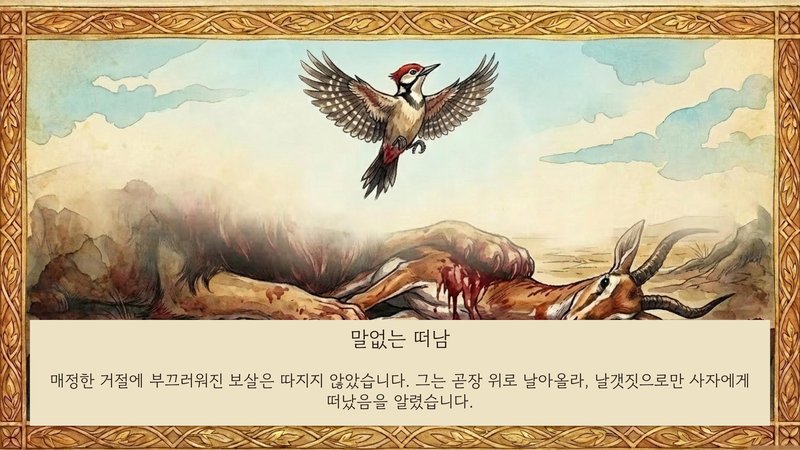 말없는 떠남
매정한 거절에 부끄러워진 보살은 따지지 않았습니다. 그는 곧장 위로 날아올라, 날갯짓으로만 사자에게
떠났음을 알렸습니다.